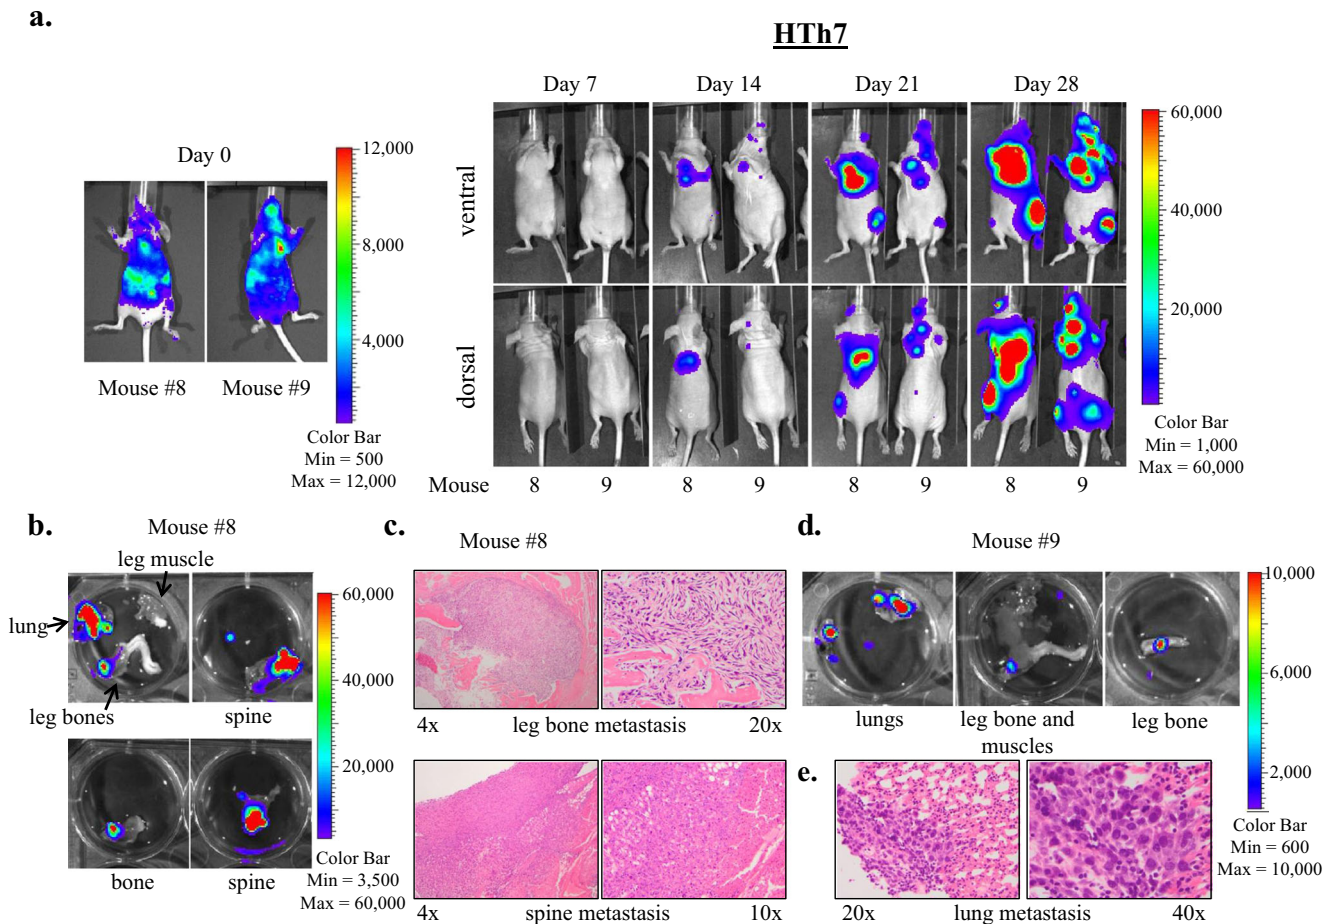 a.
HTh7
Day 0
12,000
8,000
4,000
Mouse #8 Mouse #9
Color Bar
Min = 500
Max = 12,000
Day 7 Day 14 Day 21 Day 28
ventral
dorsal
60,000
40,000
20,000
Color Bar
Min = 1,000
Max = 60,000
Mouse 8 9 8 9 8 9 8 9
b.
Mouse #8
leg muscle
lung
leg bones
spine
bone spine
60,000
40,000
20,000
Color Bar
Min = 3,500
Max = 60,000
c.
Mouse #8
4x leg bone metastasis 20x
4x spine metastasis 10x
d.
Mouse #9
lungs leg bone and leg bone
muscles
10,000
6,000
2,000
Color Bar
Min = 600
Max = 10,000
e.
20x lung metastasis 40x